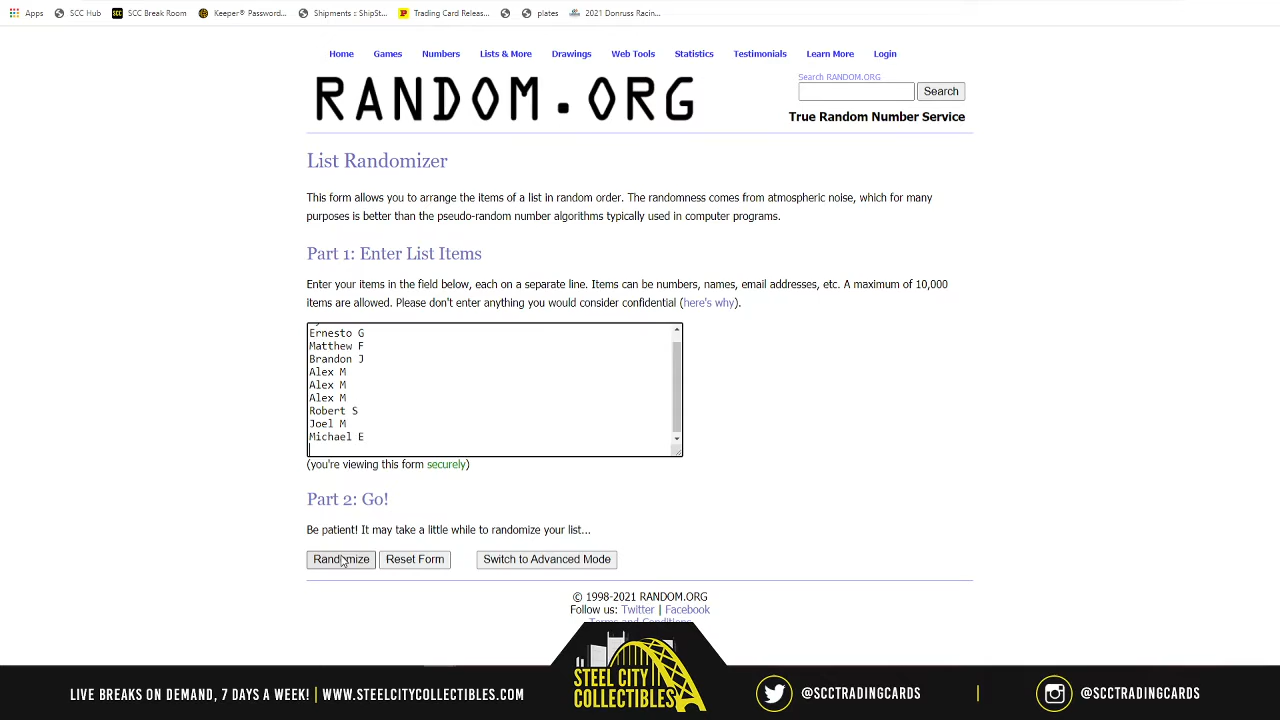 Apps SCC Hub SCC Break Room Keeper® Password... Shipments :: ShipSt... Trading Card Releas... plates 2021 Donruss Racin...
Home Games Numbers Lists & More Drawings Web Tools Statistics Testimonials Learn More Login
RANDOM.ORG
Search RANDOM.ORG
Search
True Random Number Service
List Randomizer
This form allows you to arrange the items of a list in random order. The randomness comes from atmospheric noise, which for many
purposes is better than the pseudo-random number algorithms typically used in computer programs.
Part 1: Enter List Items
Enter your items in the field below, each on a separate line. Items can be numbers, names, email addresses, etc. A maximum of 10,000
items are allowed. Please don't enter anything you would consider confidential (here's why).
Ernesto G
Matthew F
Brandon J
Alex M
Alex M
Alex M
Robert S
Joel M
Michael E
(you're viewing this form securely)
Part 2: Go!
Be patient! It may take a little while to randomize your list...
Randomize Reset Form Switch to Advanced Mode
© 1998-2021 RANDOM.ORG
Follow us: Twitter | Facebook
Terms and Conditions
STEEL CITY
COLLECTIBLES
LIVE BREAKS ON DEMAND, 7 DAYS A WEEK! | WWW.STEELCITYCOLLECTIBLES.COM
@SCCTRADINGCARDS | @SCCTRADINGCARDS